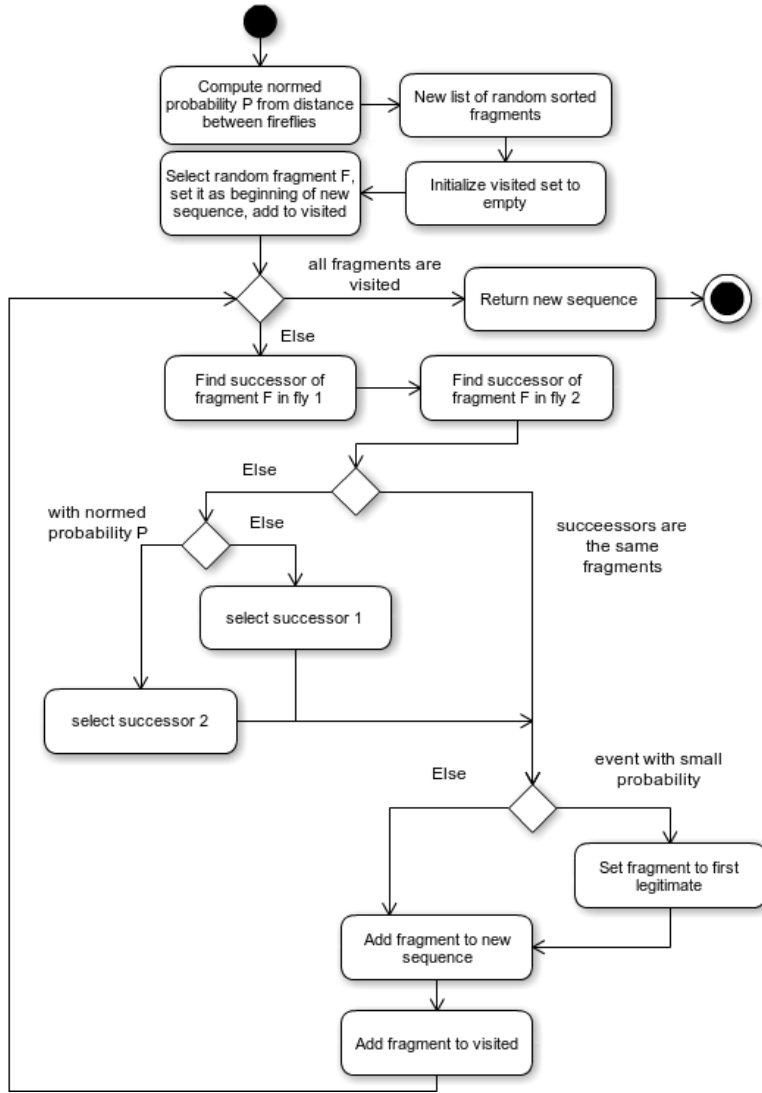 Compute normed
probability P from distance
between fireflies
New list of random sorted
fragments
Select random fragment F,
set it as beginning of new
sequence, add to visited
Initialize visited set to
empty
all fragments are
visited
Return new sequence
Else
Find successor of
fragment F in fly 1
Find successor of
fragment F in fly 2
Else
with normed
probability P
Else
succeessors are
the same
fragments
select successor 1
select successor 2
Else
event with small
probability
Set fragment to first
legitimate
Add fragment to new
sequence
Add fragment to visited